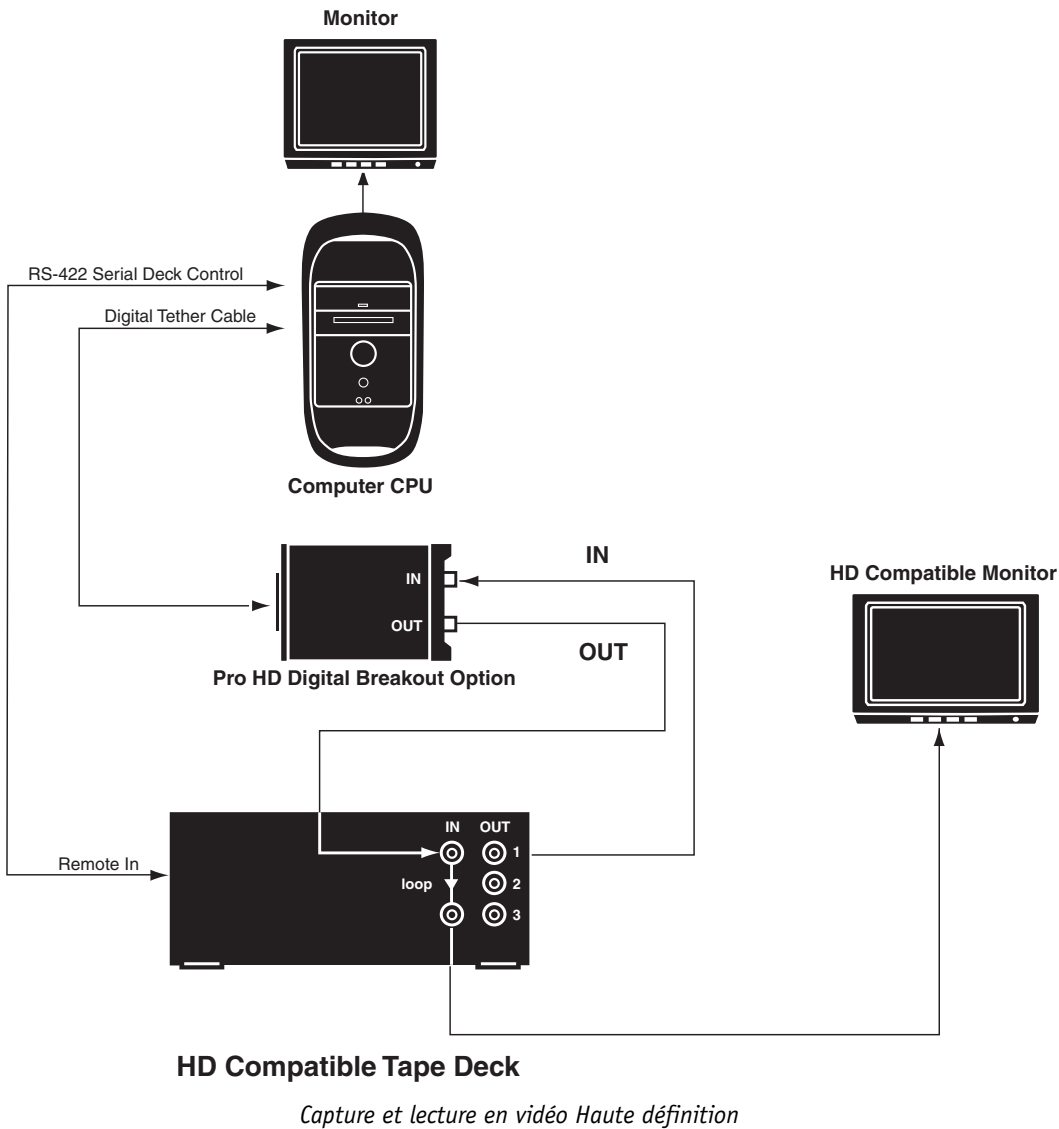 Monitor
RS-422 Serial Deck Control
Digital Tether Cable
Computer CPU
IN
IN
HD Compatible Monitor
OUT
OUT
Pro HD Digital Breakout Option
IN OUT
1
Remote In
loop
2
3
HD Compatible Tape Deck
Capture et lecture en vidéo Haute définition